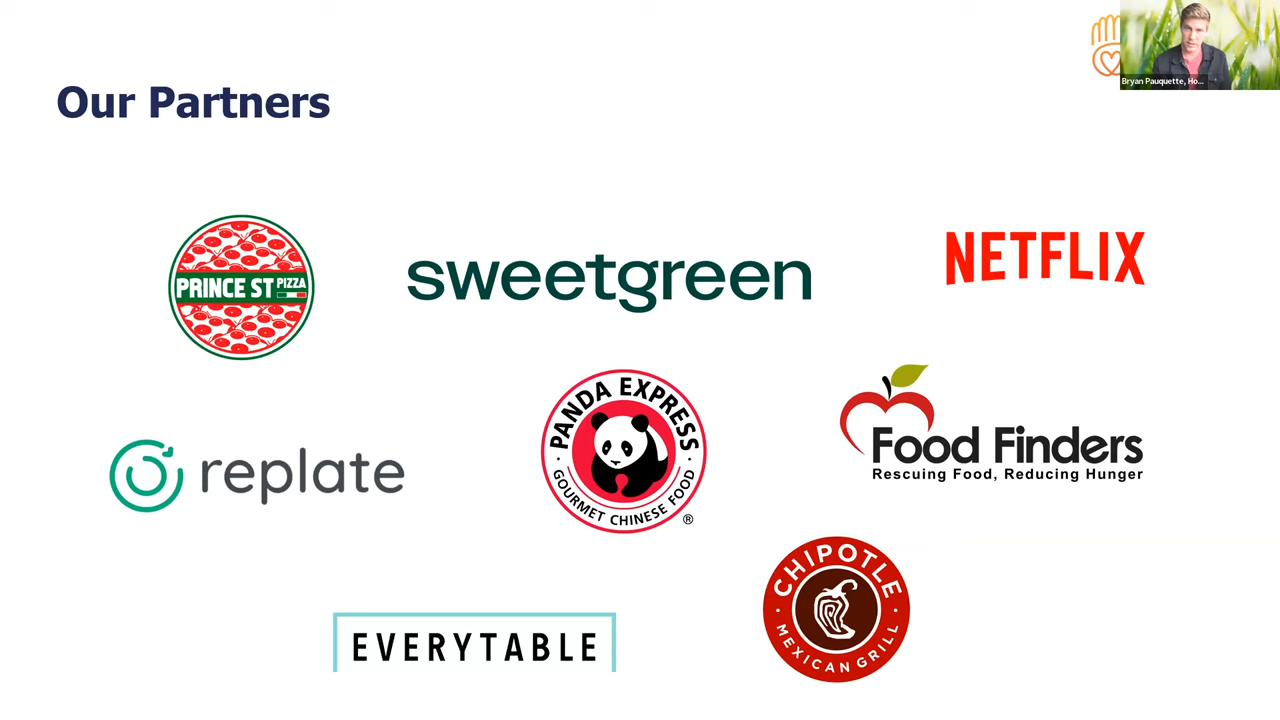 Our Partners
Bryan Pauquette, Ho...
PRINCE ST PIZZA
sweetgreen
NETFLIX
replate
PANDA EXPRESS
GOURMET CHINESE FOOD
®
Food Finders
Rescuing Food, Reducing Hunger
EVERYTABLE
CHIPOTLE
MEXICAN GRILL